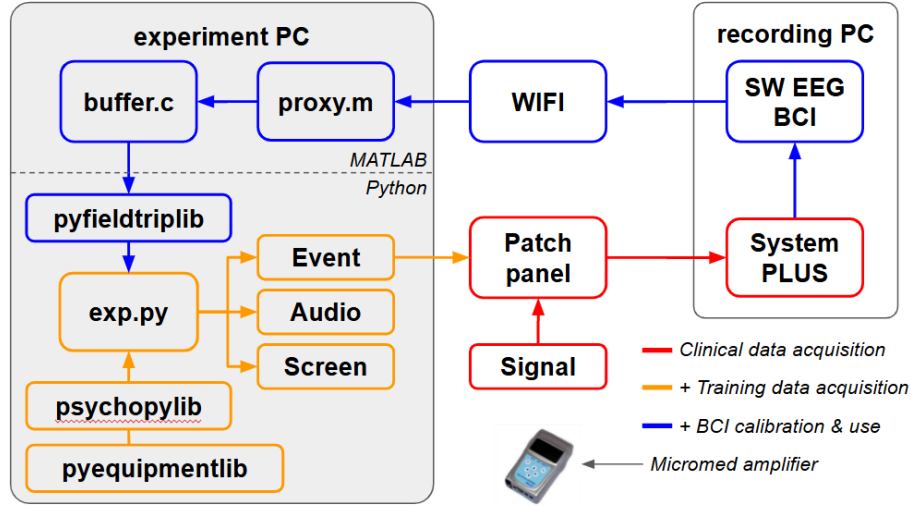 experiment PC
recording PC
buffer.c
proxy.m
WIFI
SW EEG
BCI
MATLAB
Python
pyfieldtriplib
Event
Patch
panel
System
PLUS
exp.py
Audio
Screen
Signal
psychopylib
pyequipmentlib
Clinical data acquisition
+ Training data acquisition
+ BCI calibration & use
Micromed amplifier